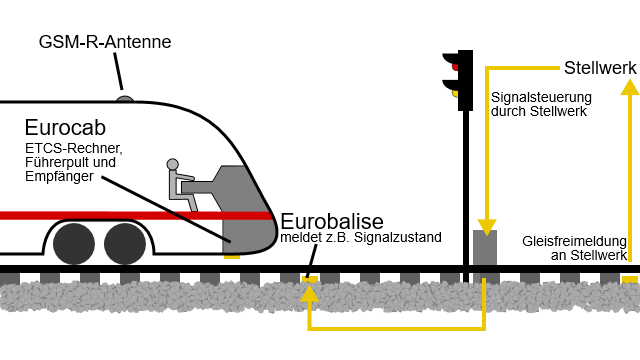 GSM-R-Antenne
Stellwerk
Signalsteuerung
durch Stellwerk
Eurocab
ETCS-Rechner,
Führerpult und
Empfänger
Eurobalise
meldet z.B. Signalzustand
Gleisfreimeldung
an Stellwerk